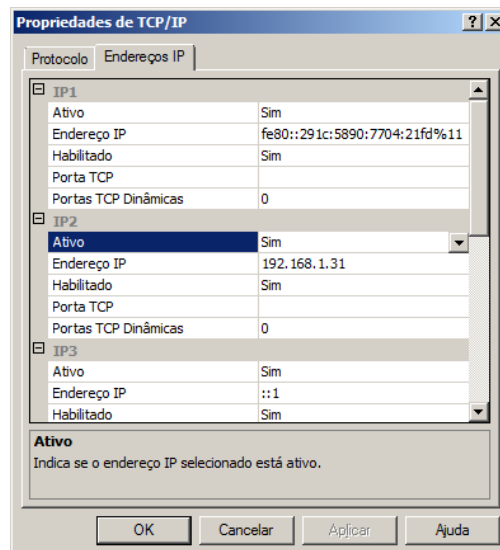 Propriedades de TCP/IP
Protocolo Endereços IP
IP1
Ativo Sim
Endereço IP fe80::291c:5890:7704:21fd%11
Habilitado Sim
Porta TCP
Portas TCP Dinâmicas 0
IP2
Ativo Sim
Endereço IP 192.168.1.31
Habilitado Sim
Porta TCP
Portas TCP Dinâmicas 0
IP3
Ativo Sim
Endereço IP ::1
Habilitado Sim
Ativo
Indica se o endereço IP selecionado está ativo.
OK Cancelar Aplicar Ajuda